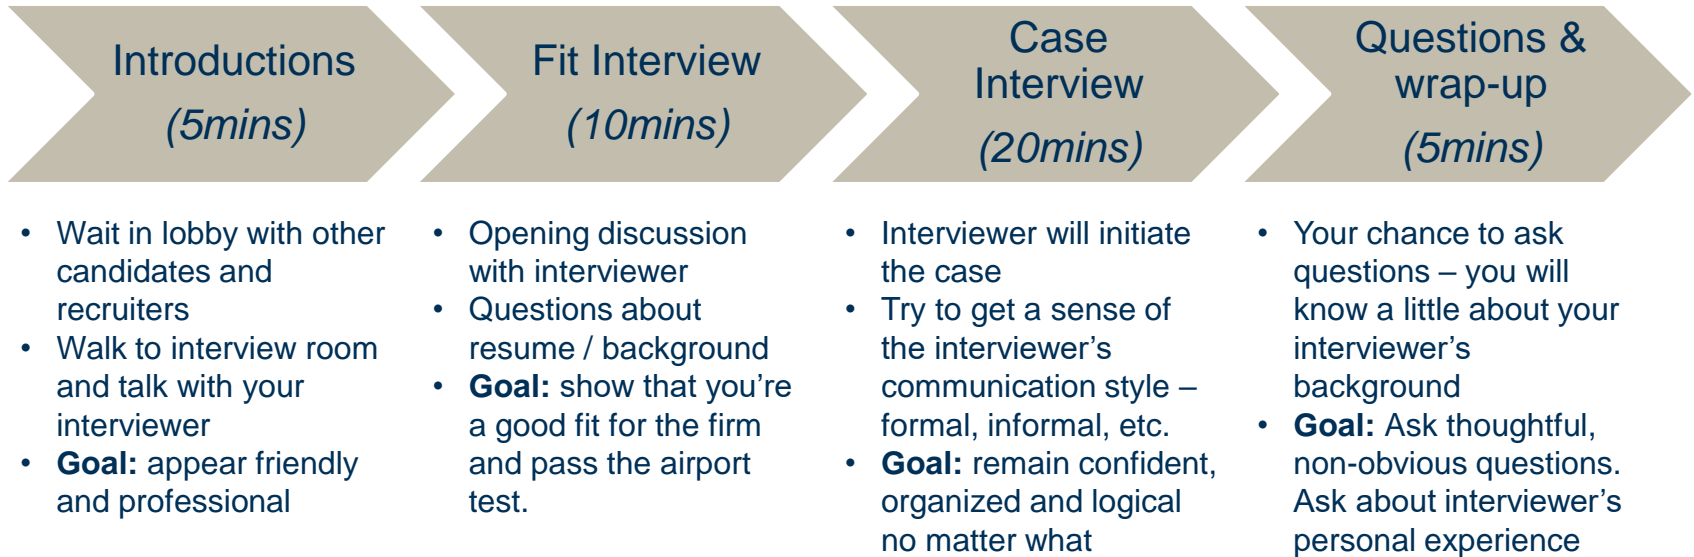 Introductions
(5mins)
Fit Interview
(10mins)
Case
Interview
(20mins)
Questions &
wrap-up
(5mins)
• Wait in lobby with other
candidates and
recruiters
• Walk to interview room
and talk with your
interviewer
• Goal: appear friendly
and professional
• Opening discussion
with interviewer
• Questions about
resume / background
• Goal: show that you're
a good fit for the firm
and pass the airport
test.
• Interviewer will initiate
the case
• Try to get a sense of
the interviewer's
communication style –
formal, informal, etc.
• Goal: remain confident,
organized and logical
no matter what
• Your chance to ask
questions – you will
know a little about your
interviewer's
background
• Goal: Ask thoughtful,
non-obvious questions.
Ask about interviewer's
personal experience